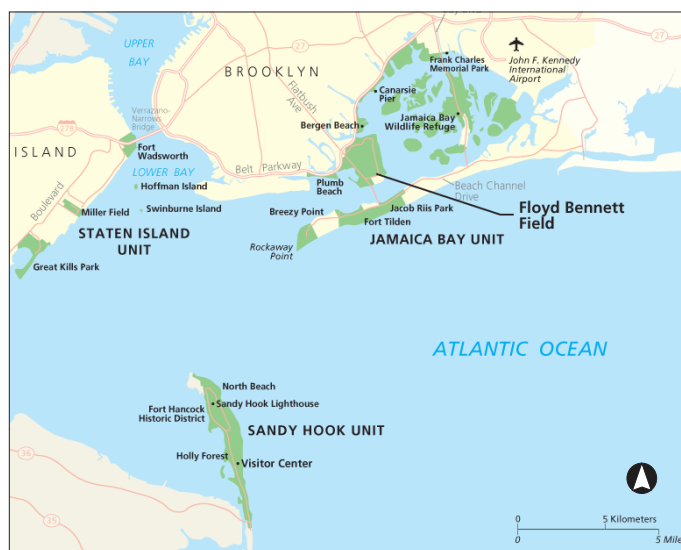 UPPER
BAY
27
27
BROOKLYN
Flatbush
Ave
Frank Charles
Memorial Park
John F. Kennedy
International
Airport
Canarsie
Pier
Verrazano-
Narrows
Bridge
278
Bergen Beach
Jamaica Bay
Wildlife Refuge
ISLAND
Fort
Wadsworth
LOWER BAY
Belt Parkway
Hoffman Island
Plumb
Beach
Beach Channel
Drive
Boulevard
Miller Field
Swinburne Island
Breezy Point
Jacob Riis Park
Fort Tilden
Floyd Bennett
Field
STATEN ISLAND
UNIT
JAMAICA BAY UNIT
Rockaway
Point
Great Kills Park
ATLANTIC OCEAN
North Beach
Sandy Hook Lighthouse
Fort Hancock
Historic District
SANDY HOOK UNIT
Holly Forest
Visitor Center
36
35
0
5 Kilometers
0
5 Mile